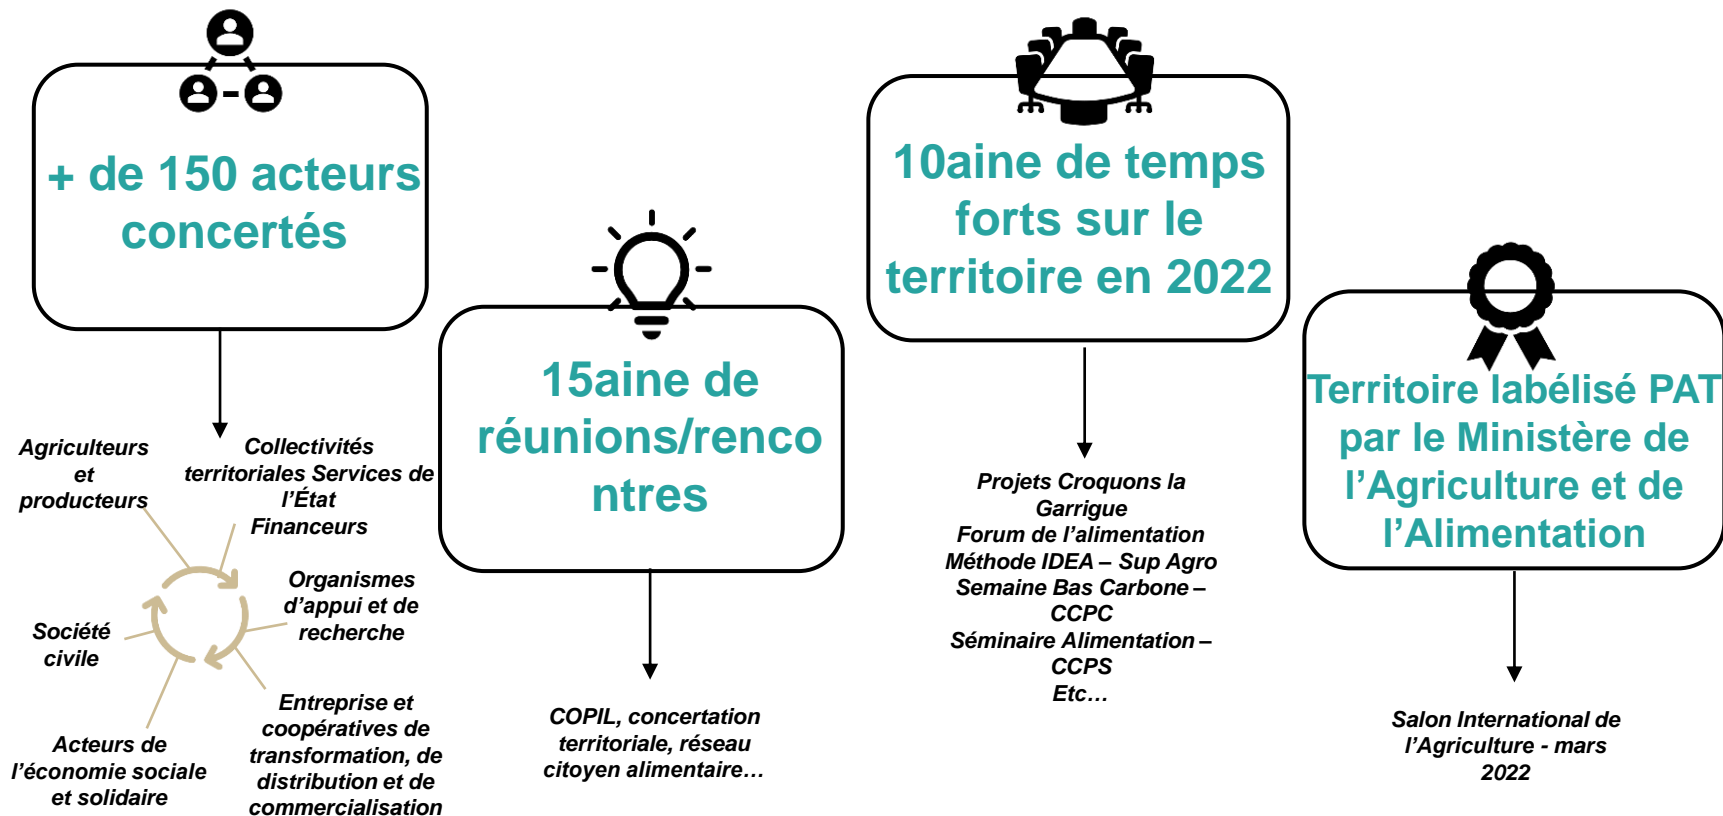 + de 150 acteurs
concertés
Agriculteurs
et
producteurs
Collectivités
territoriales Services de
l’État
Financeurs
Organismes
d’appui et de
recherche
Société
civile
Acteurs de
l’économie sociale
et solidaire
Entreprise et
coopératives de
transformation, de
distribution et de
commercialisation
15aine de
réunions/renco
ntres
COPIL, concertation
territoriale, réseau
citoyen alimentaire…
10aine de temps
forts sur le
territoire en 2022
Projets Croquons la
Garrigue
Forum de l’alimentation
Méthode IDEA – Sup Agro
Semaine Bas Carbone –
CCPC
Séminaire Alimentation –
CCPS
Etc…
Territoire labélisé PAT
par le Ministère de
l’Agriculture et de
l’Alimentation
Salon International de
l’Agriculture - mars
2022